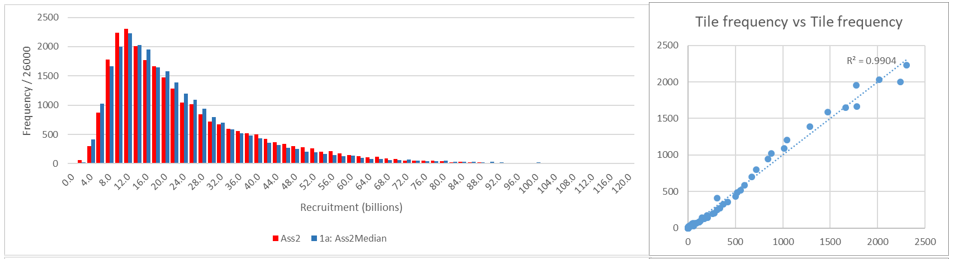 2500
2000
1500
1000
500
Frequency / 26000
0.0 4.0 8.0 12.0 16.0 20.0 24.0 28.0 32.0 36.0 40.0 44.0 48.0 52.0 56.0 60.0 64.0 68.0 72.0 76.0 80.0 84.0 88.0 92.0 96.0 100.0 104.0 108.0 112.0 116.0 120.0
Recruitment (billions)
Ass2 1a: Ass2Median
Tile frequency vs Tile frequency
2500
2000
1500
1000
500
0
R² = 0.9904
0 500 1000 1500 2000 2500